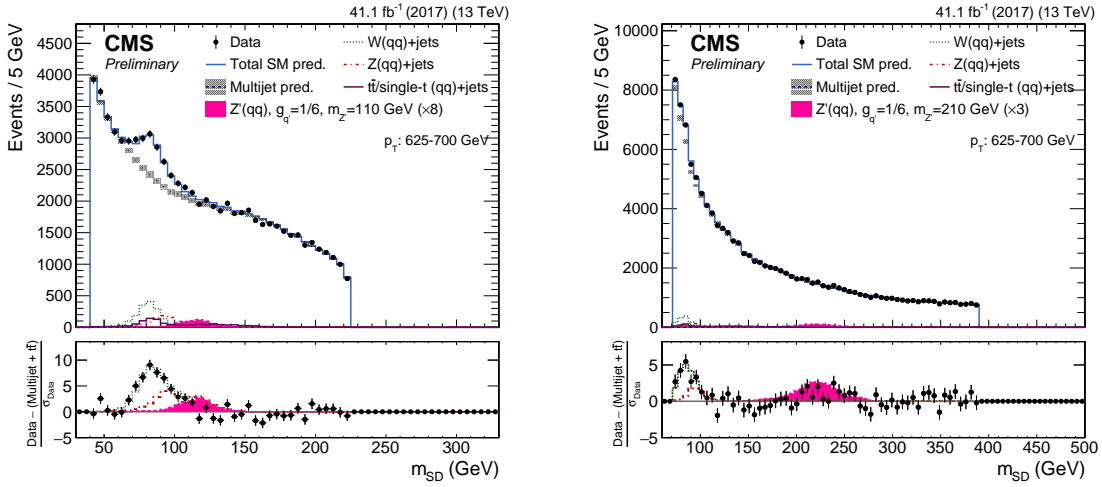 41.1 fb⁻¹ (2017) (13 TeV)
CMS
Preliminary
Data
Total SM pred.
Multijet pred.
W(qq)+jets
Z(qq)+jets
tt̄/single-t (qq)+jets
Z'(qq), g_q'=1/6, m_Z'=110 GeV (×8)
p_T: 625-700 GeV
Events / 5 GeV
4500
4000
3500
3000
2500
2000
1500
1000
500
0
Data − (Multijet + tt̄)
σ_Data
10
5
0
−5
50 100 150 200 250 300
m_SD (GeV)
41.1 fb⁻¹ (2017) (13 TeV)
CMS
Preliminary
Data
Total SM pred.
Multijet pred.
W(qq)+jets
Z(qq)+jets
tt̄/single-t (qq)+jets
Z'(qq), g_q'=1/6, m_Z'=210 GeV (×3)
p_T: 625-700 GeV
Events / 5 GeV
10000
8000
6000
4000
2000
0
Data − (Multijet + tt̄)
σ_Data
5
0
−5
100 150 200 250 300 350 400 450 500
m_SD (GeV)